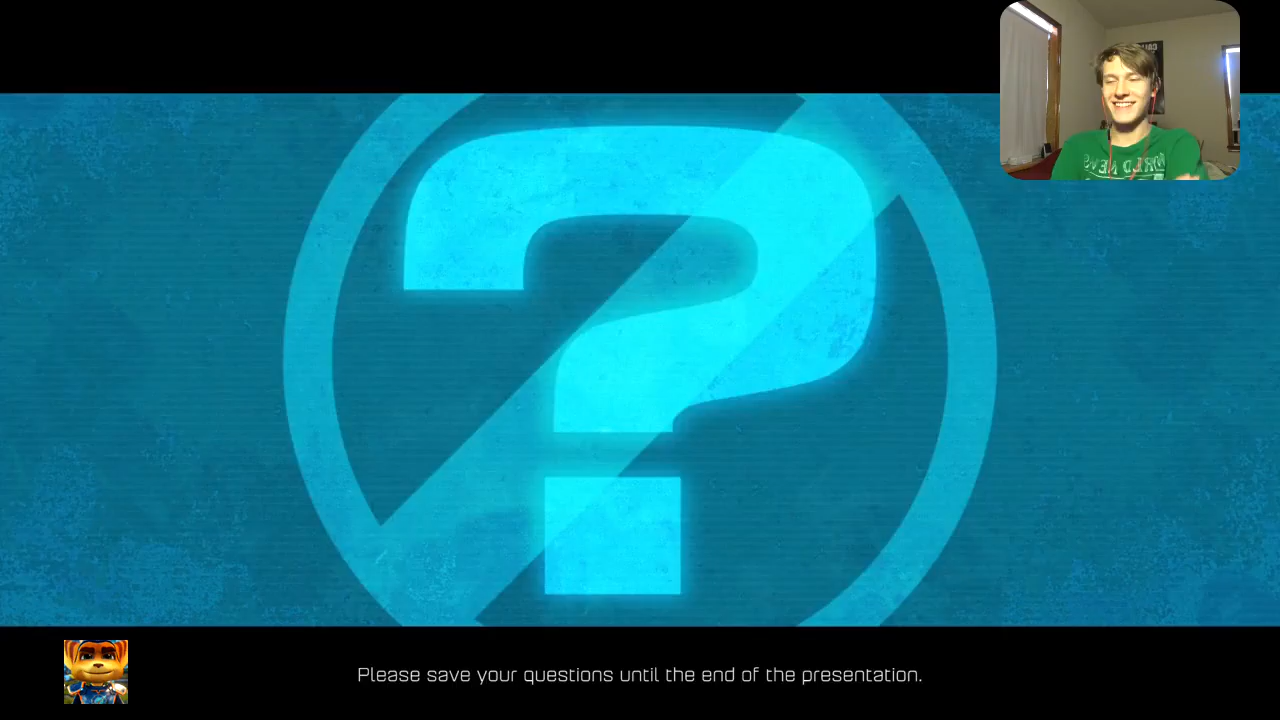 ?
Please save your questions until the end of the presentation.